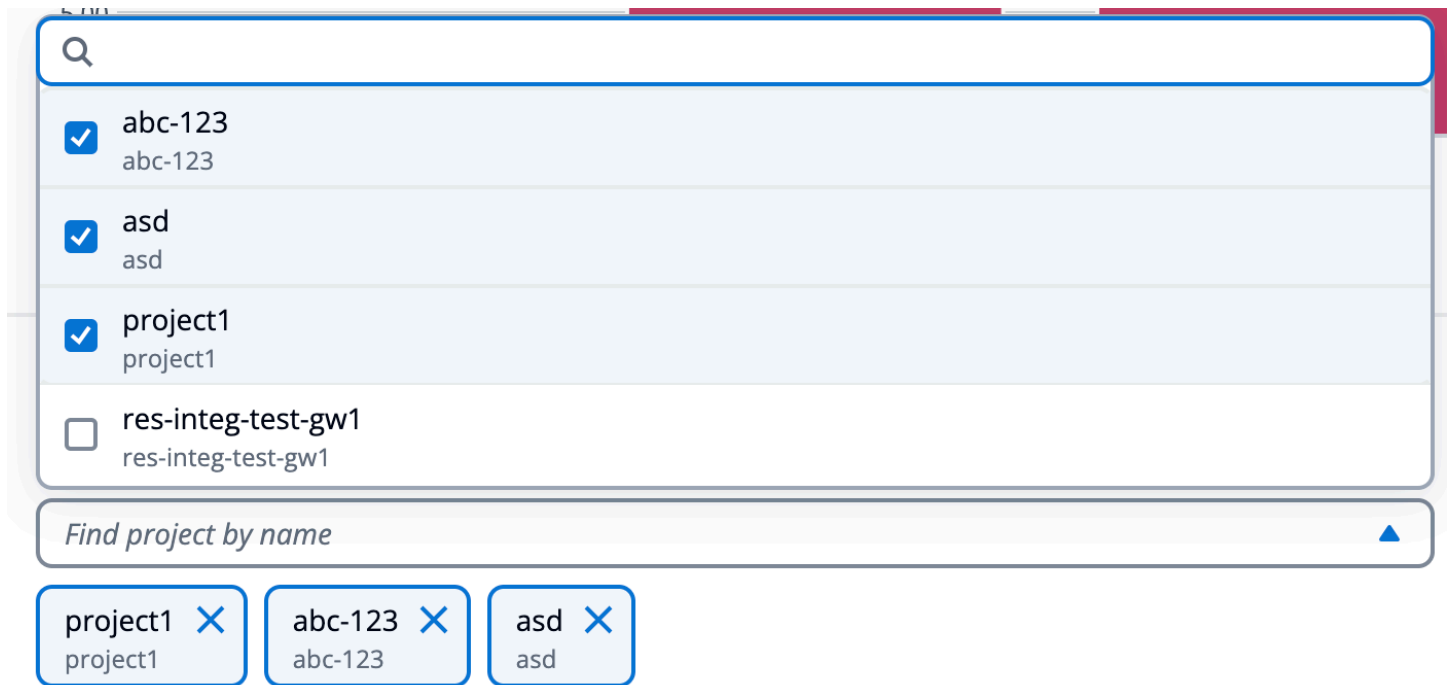 abc-123
abc-123
asd
asd
project1
project1
res-integ-test-gw1
res-integ-test-gw1
Find project by name
project1 abc-123 asd
project1 abc-123 asd